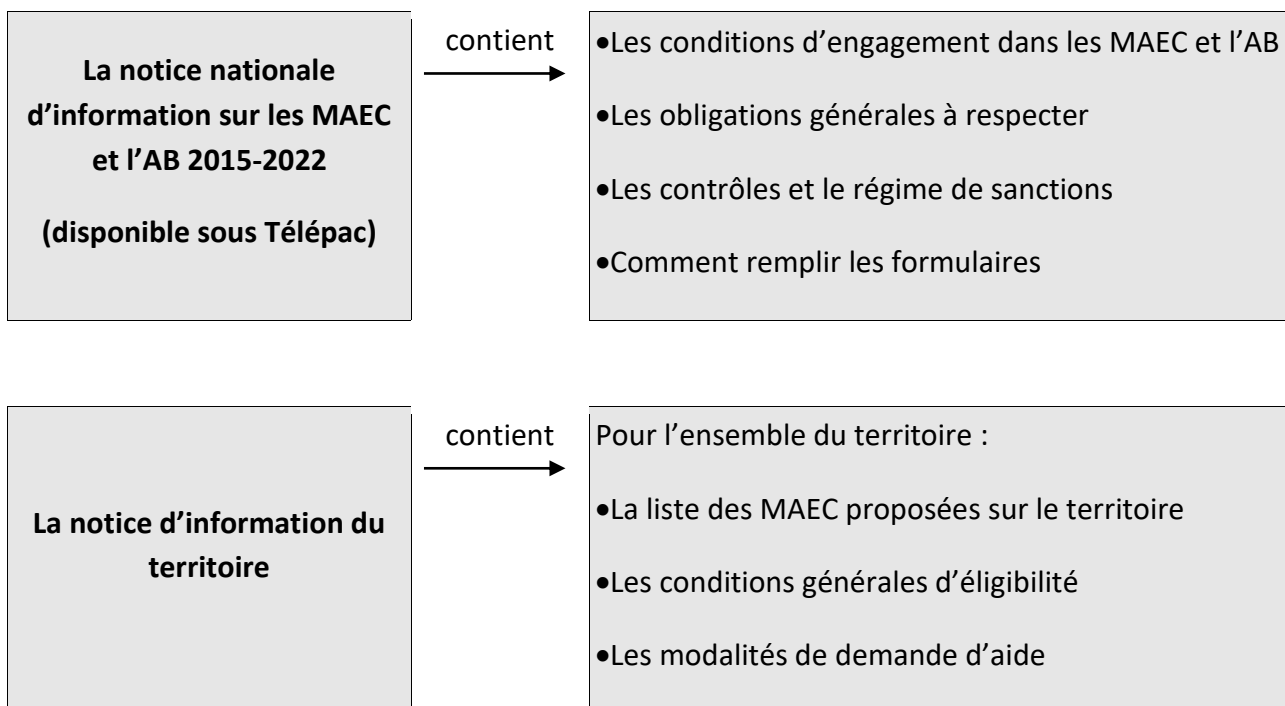 La notice nationale
d’information sur les MAEC
et l’AB 2015-2022
(disponible sous Télépac)
contient
•Les conditions d’engagement dans les MAEC et l’AB
•Les obligations générales à respecter
•Les contrôles et le régime de sanctions
•Comment remplir les formulaires
La notice d’information du
territoire
contient
Pour l’ensemble du territoire :
•La liste des MAEC proposées sur le territoire
•Les conditions générales d’éligibilité
•Les modalités de demande d’aide